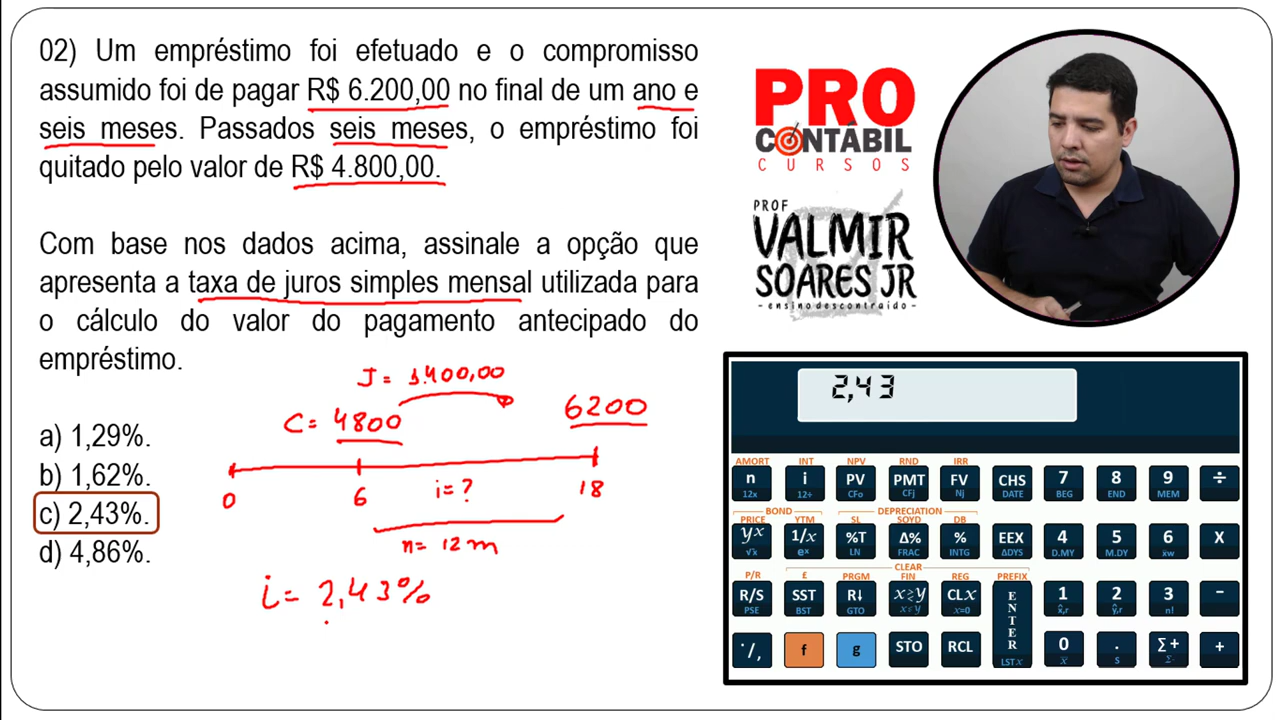 02) Um empréstimo foi efetuado e o compromisso
assumido foi de pagar R$ 6.200,00 no final de um ano e
seis meses. Passados seis meses, o empréstimo foi
quitado pelo valor de R$ 4.800,00.
Com base nos dados acima, assinale a opção que
apresenta a taxa de juros simples mensal utilizada para
o cálculo do valor do pagamento antecipado do
empréstimo.
a) 1,29%.
b) 1,62%.
c) 2,43%.
d) 4,86%.
J = 1.400,00
C = 4800
6200
0
6
i = ?
18
n = 12 m
i = 2,43%
PRO
CONTÁBIL
CURSOS
PROF
VALMIR
SOARES JR
-ensino descontraído-
2,43
AMORT INT NPV RND IRR
n i PV PMT FV CHS 7 8 9 ÷
12x 12÷ CFo CFj Nj DATE BEG END MEM
BOND DEPRECIATION
PRICE YTM SL SOYD DB
yx 1/x %T Δ% % EEX 4 5 6 X
√x ex LN FRAC INTG ΔDYS D.MY M.DY x̄w
CLEAR
P/R £ PRGM FIN REG PREFIX
R/S SST R↓ x≷y CLx ENTER 1 2 3 −
PSE BST GTO x≤y x=0 x̂,r ŷ,r n!
·/, f g STO RCL 0 . Σ+ +
LSTx x̄ s Σ-